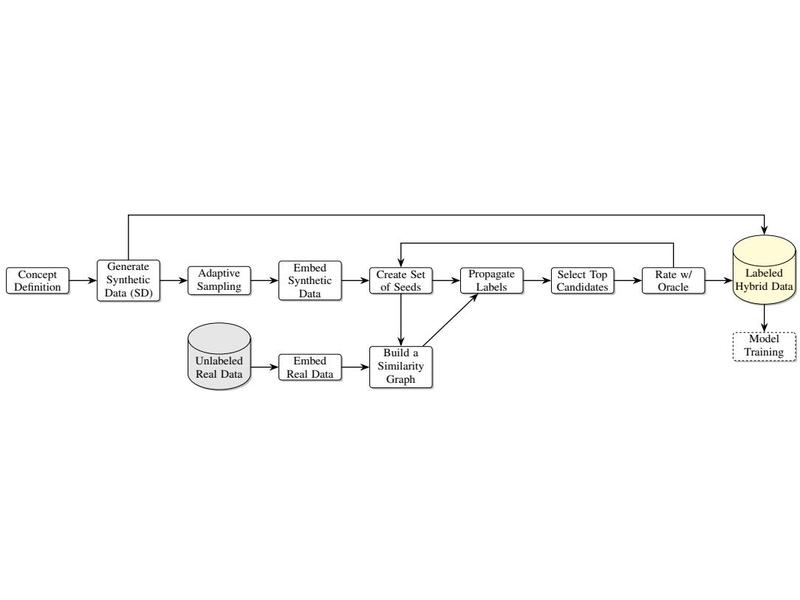 Concept
Definition
Generate
Synthetic
Data (SD)
Adaptive
Sampling
Embed
Synthetic
Data
Create Set
of Seeds
Propagate
Labels
Select Top
Candidates
Rate w/
Oracle
Labeled
Hybrid Data
Unlabeled
Real Data
Embed
Real Data
Build a
Similarity
Graph
Model
Training